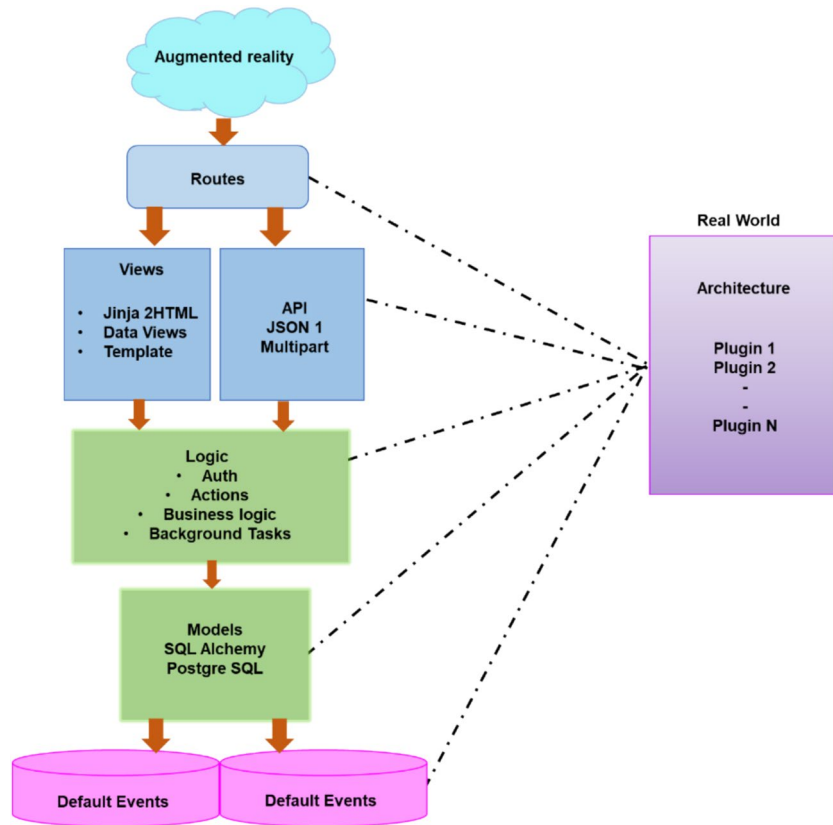 Augmented reality
Routes
Views
• Jinja 2HTML
• Data Views
• Template
API
JSON 1
Multipart
Logic
• Auth
• Actions
• Business logic
• Background Tasks
Models
SQL Alchemy
Postgre SQL
Default Events
Default Events
Real World
Architecture
Plugin 1
Plugin 2
-
-
Plugin N